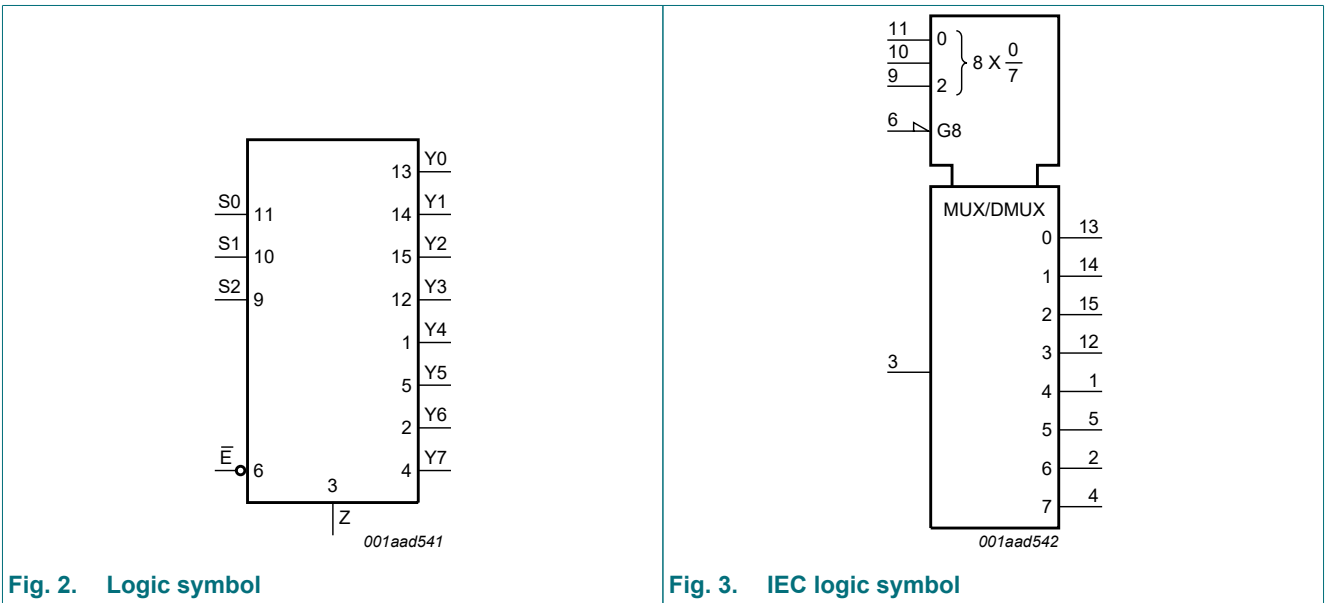 13 Y0
S0 11 14 Y1
S1 10 15 Y2
S2 9 12 Y3
1 Y4
5 Y5
2 Y6
E̅ 6 4 Y7
3
Z
001aad541
Fig. 2. Logic symbol
11 0
10 8 X 0/7
9 2
6 G8
MUX/DMUX
0 13
1 14
2 15
3 12
3
4 1
5 5
6 2
7 4
001aad542
Fig. 3. IEC logic symbol